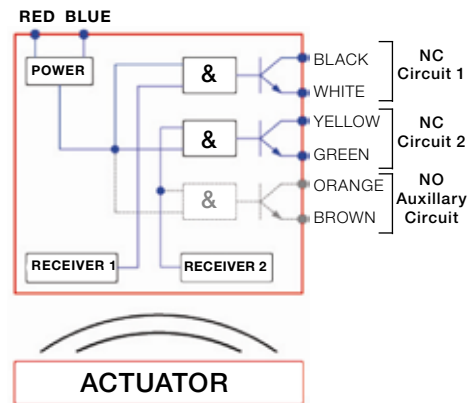 RED BLUE
POWER
&
BLACK
WHITE
NC
Circuit 1
&
YELLOW
GREEN
NC
Circuit 2
&
ORANGE
BROWN
NO
Auxillary
Circuit
RECEIVER 1
RECEIVER 2
ACTUATOR